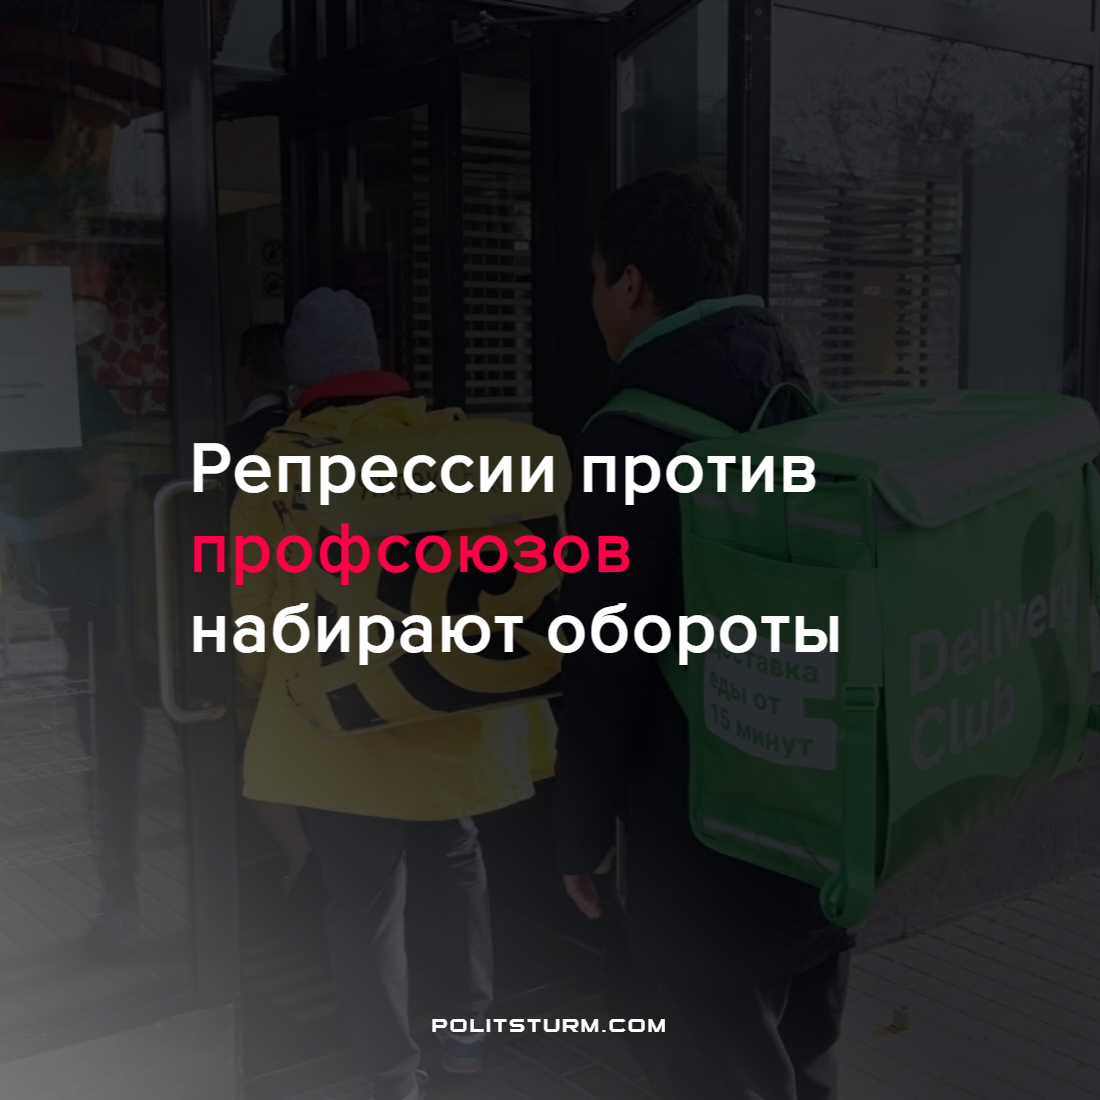 Репрессии против
профсоюзов
набирают обороты
Delivery
Club
доставка
еды от
15 минут
POLITSTURM.COM